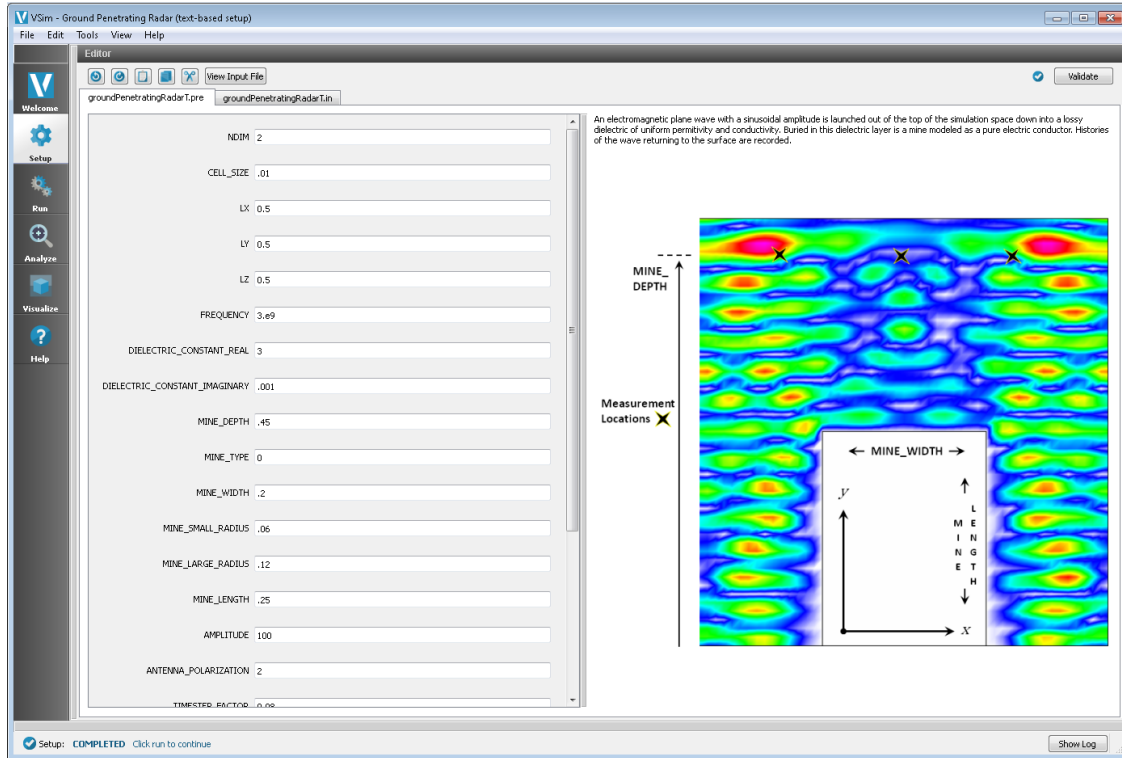 VSim - Ground Penetrating Radar (text-based setup)
File Edit Tools View Help
Editor
View Input File
Validate
groundPenetratingRadarT.pre groundPenetratingRadarT.in
Welcome
Setup
Run
Analyze
Visualize
Help
NDIM 2
CELL_SIZE .01
LX 0.5
LY 0.5
LZ 0.5
FREQUENCY 3.e9
DIELECTRIC_CONSTANT_REAL 3
DIELECTRIC_CONSTANT_IMAGINARY .001
MINE_DEPTH .45
MINE_TYPE 0
MINE_WIDTH .2
MINE_SMALL_RADIUS .06
MINE_LARGE_RADIUS .12
MINE_LENGTH .25
AMPLITUDE 100
ANTENNA_POLARIZATION 2
TIMESTEP_FACTOR 0.98
An electromagnetic plane wave with a sinusoidal amplitude is launched out of the top of the simulation space down into a lossy
dielectric of uniform permitivity and conductivity. Buried in this dielectric layer is a mine modeled as a pure electric conductor. Histories
of the wave returning to the surface are recorded.
MINE_
DEPTH
Measurement
Locations
MINE_WIDTH
MINE LENGTH
y
x
Setup: COMPLETED Click run to continue
Show Log